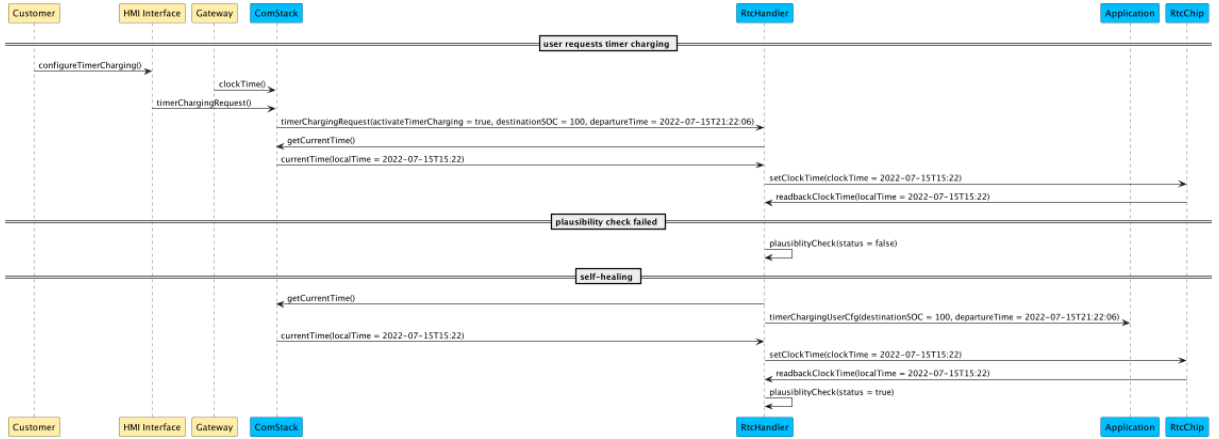 Customer HMI Interface Gateway ComStack RtcHandler Application RtcChip
user requests timer charging
configureTimerCharging()
clockTime()
timerChargingRequest()
timerChargingRequest(activateTimerCharging = true, destinationSOC = 100, departureTime = 2022-07-15T21:22:06)
getCurrentTime()
currentTime(localTime = 2022-07-15T15:22)
setClockTime(clockTime = 2022-07-15T15:22)
readbackClockTime(localTime = 2022-07-15T15:22)
plausibility check failed
plausiblityCheck(status = false)
self-healing
getCurrentTime()
timerChargingUserCfg(destinationSOC = 100, departureTime = 2022-07-15T21:22:06)
currentTime(localTime = 2022-07-15T15:22)
setClockTime(clockTime = 2022-07-15T15:22)
readbackClockTime(localTime = 2022-07-15T15:22)
plausiblityCheck(status = true)
Customer HMI Interface Gateway ComStack RtcHandler Application RtcChip